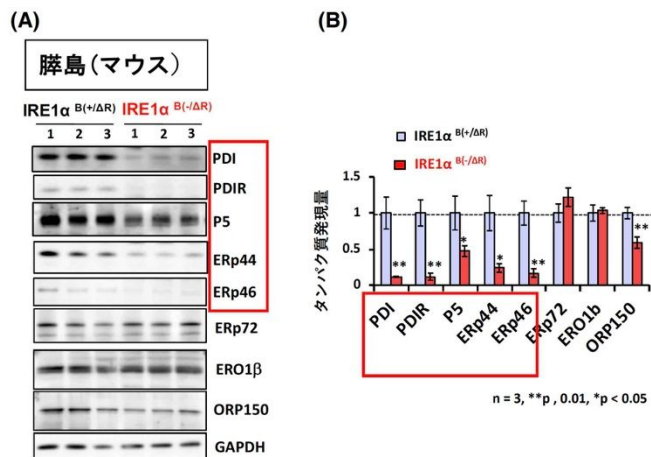 (A)
膵島(マウス)
IRE1α B(+/ΔR) IRE1α B(-/ΔR)
1 2 3 1 2 3
PDI
PDIR
P5
ERp44
ERp46
ERp72
ERO1β
ORP150
GAPDH
(B)
IRE1α B(+/ΔR)
IRE1α B(-/ΔR)
タンパク質発現量
1.5
1
0.5
0
** ** * * ** **
PDI PDIR P5 ERp44 ERp46 ERp72 ERO1b ORP150
n = 3, **p , 0.01, *p < 0.05